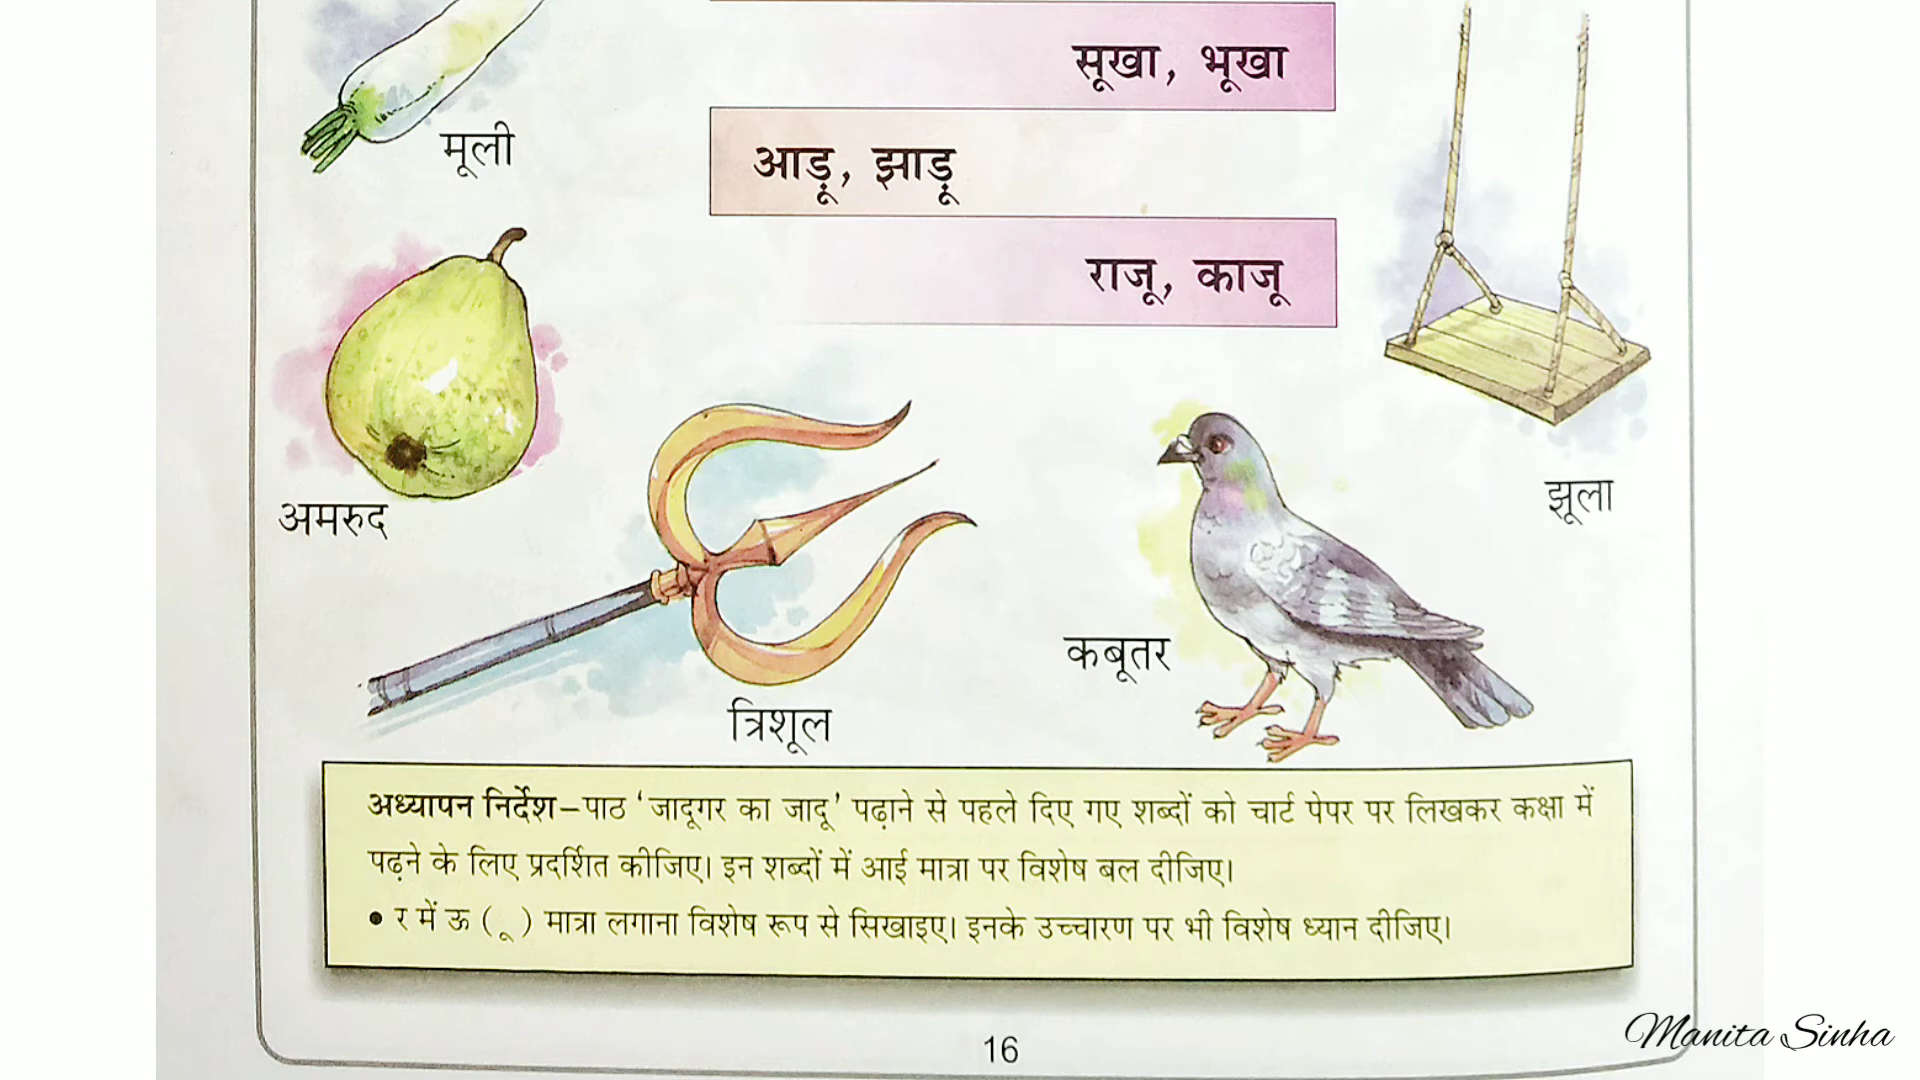 सूखा, भूखा
मूली
आड़ू, झाड़ू
राजू, काजू
झूला
अमरुद
कबूतर
त्रिशूल
अध्यापन निर्देश–पाठ ‘जादूगर का जादू’ पढ़ाने से पहले दिए गए शब्दों को चार्ट पेपर पर लिखकर कक्षा में
पढ़ने के लिए प्रदर्शित कीजिए। इन शब्दों में आई मात्रा पर विशेष बल दीजिए।
• र में ऊ ( ू ) मात्रा लगाना विशेष रूप से सिखाइए। इनके उच्चारण पर भी विशेष ध्यान दीजिए।
16
Manita Sinha